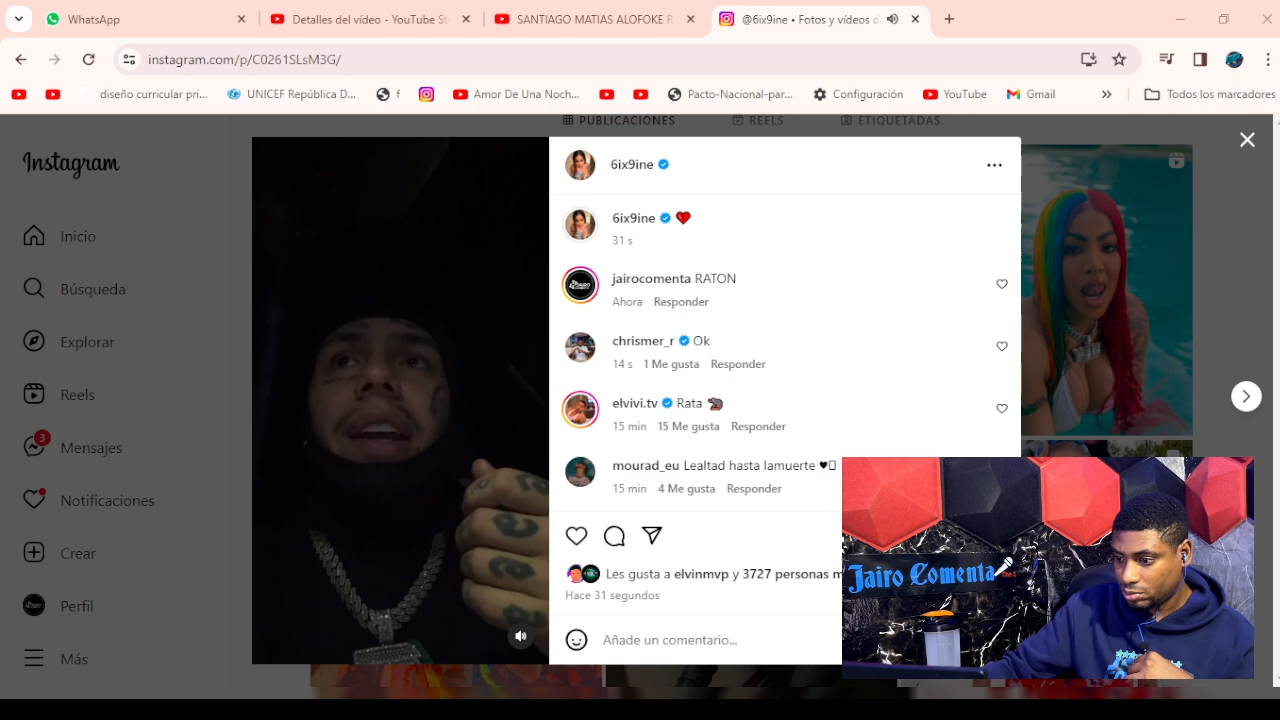 WhatsApp
Detalles del vídeo - YouTube St
SANTIAGO MATIAS ALOFOKE R
@6ix9ine • Fotos y vídeos d
instagram.com/p/C0261SLsM3G/
diseño curricular pri...
UNICEF República D...
f
Amor De Una Noch...
Pacto-Nacional-par...
Configuración
YouTube
Gmail
Todos los marcadores
PUBLICACIONES
REELS
ETIQUETADAS
Instagram
Inicio
Búsqueda
Explorar
Reels
3
Mensajes
Notificaciones
Crear
Perfil
Más
6ix9ine
6ix9ine
31 s
jairocomenta RATON
Ahora Responder
chrismer_r Ok
14 s 1 Me gusta Responder
elvivi.tv Rata 🐀
15 min 15 Me gusta Responder
mourad_eu Lealtad hasta lamuerte ♥
15 min 4 Me gusta Responder
Les gusta a elvinmvp y 3727 personas m
Hace 31 segundos
Añade un comentario...
Jairo Comenta